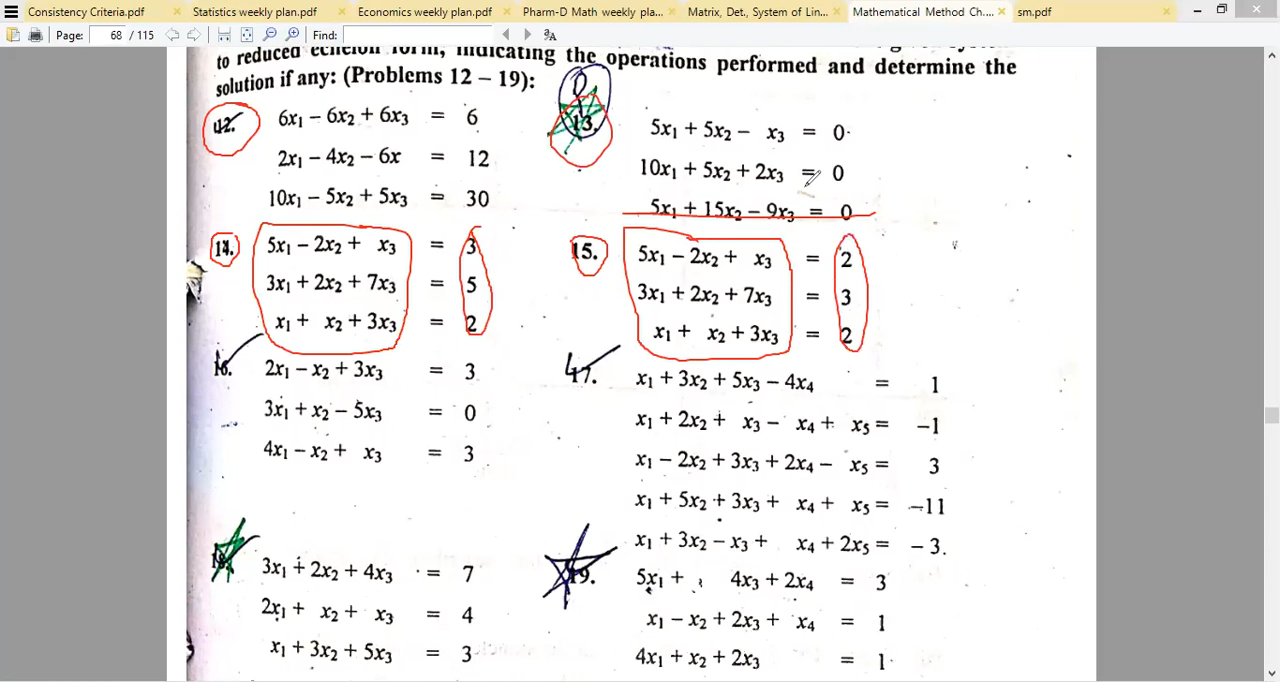 Consistency Criteria.pdf Statistics weekly plan.pdf Economics weekly plan.pdf Pharm-D Math weekly pla... Matrix, Det., System of Lin... Mathematical Method Ch.... sm.pdf
Page: 68 / 115 Find:
to reduced echelon form, indicating the operations performed and determine the
solution if any: (Problems 12 – 19):
12. 6x1 – 6x2 + 6x3 = 6
2x1 – 4x2 – 6x = 12
10x1 – 5x2 + 5x3 = 30
13. 5x1 + 5x2 – x3 = 0
10x1 + 5x2 + 2x3 = 0
5x1 + 15x2 – 9x3 = 0
14. 5x1 – 2x2 + x3 = 3
3x1 + 2x2 + 7x3 = 5
x1 + x2 + 3x3 = 2
15. 5x1 – 2x2 + x3 = 2
3x1 + 2x2 + 7x3 = 3
x1 + x2 + 3x3 = 2
16. 2x1 – x2 + 3x3 = 3
3x1 + x2 – 5x3 = 0
4x1 – x2 + x3 = 3
17. x1 + 3x2 + 5x3 – 4x4 = 1
x1 + 2x2 + x3 – x4 + x5 = –1
x1 – 2x2 + 3x3 + 2x4 – x5 = 3
x1 + 5x2 + 3x3 + x4 + x5 = –11
x1 + 3x2 – x3 + x4 + 2x5 = – 3.
18. 3x1 + 2x2 + 4x3 = 7
2x1 + x2 + x3 = 4
x1 + 3x2 + 5x3 = 3
19. 5x1 + 4x3 + 2x4 = 3
x1 – x2 + 2x3 + x4 = 1
4x1 + x2 + 2x3 = 1